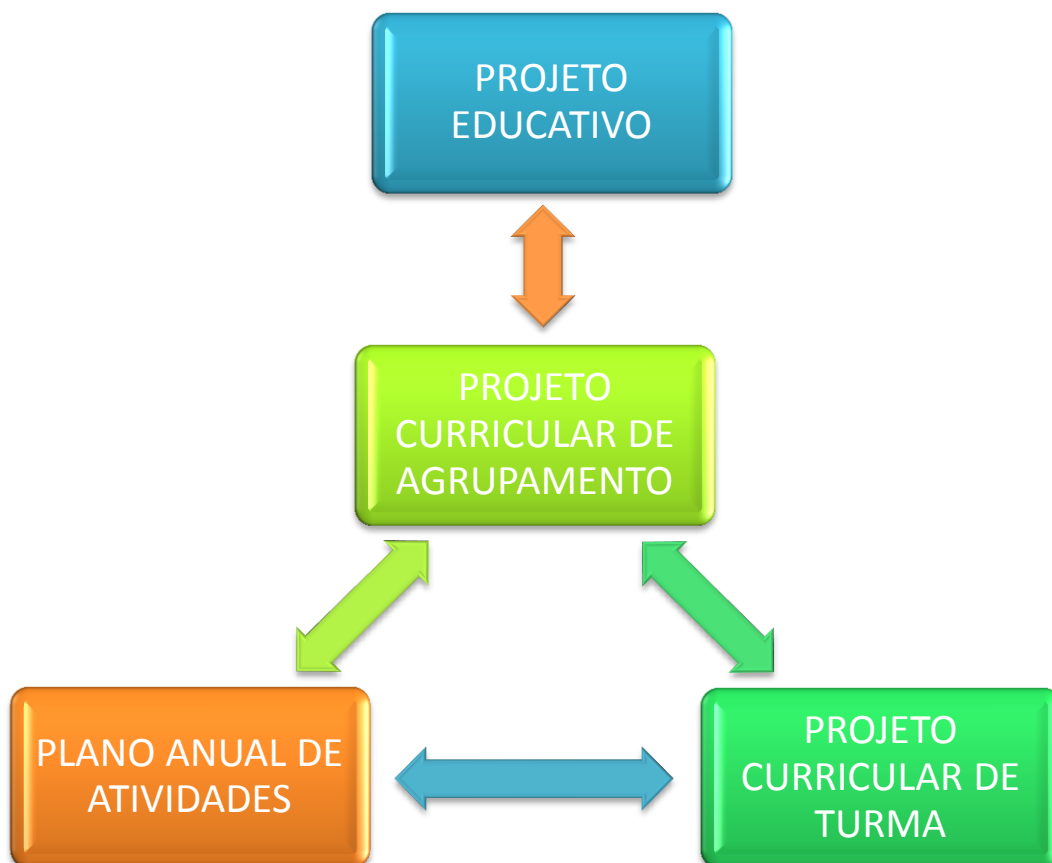 PROJETO
EDUCATIVO
PROJETO
CURRICULAR DE
AGRUPAMENTO
PLANO ANUAL DE
ATIVIDADES
PROJETO
CURRICULAR DE
TURMA